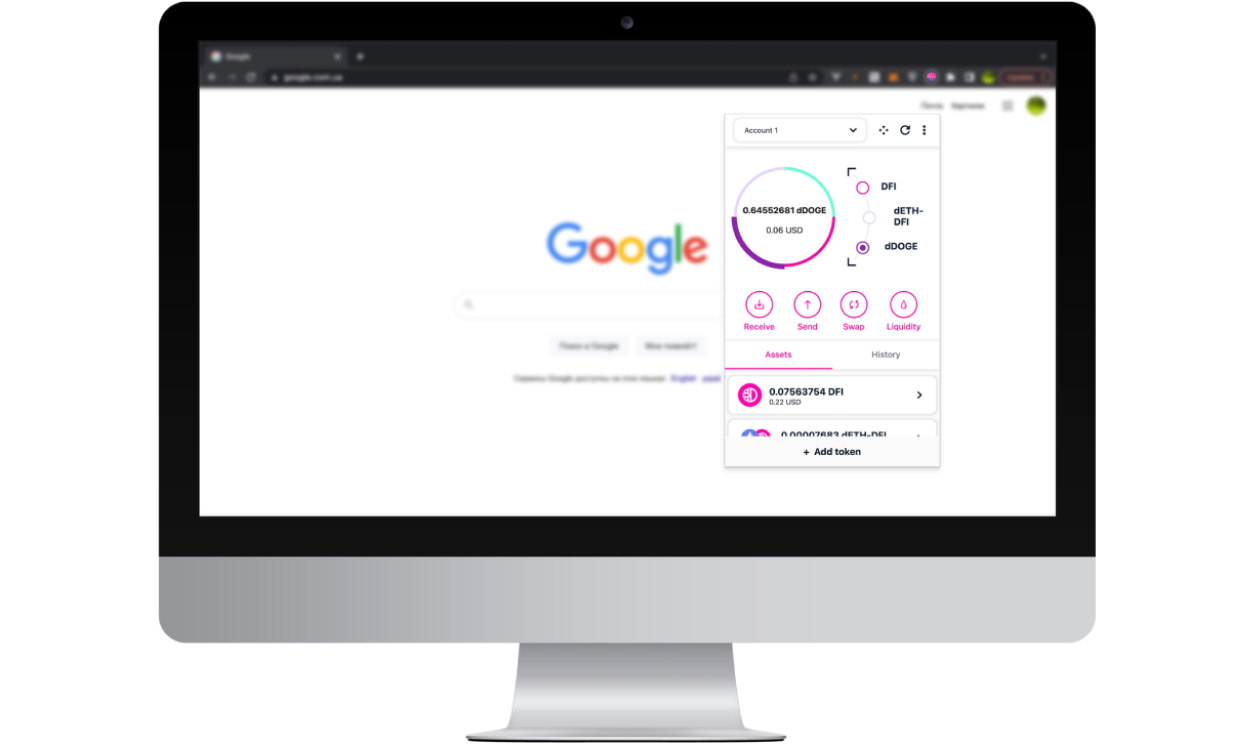 Google
google.com.ua
Почта Картинки
Account 1
DFI
0.64552681 dDOGE
0.06 USD
dETH-
DFI
dDOGE
Google
Receive Send Swap Liquidity
Поиск в Google
Мне повезёт!
Assets History
Сервисы Google доступны на этих языках: English
0.07563754 DFI
0.22 USD
0.00007683 dETH-DFI
+ Add token